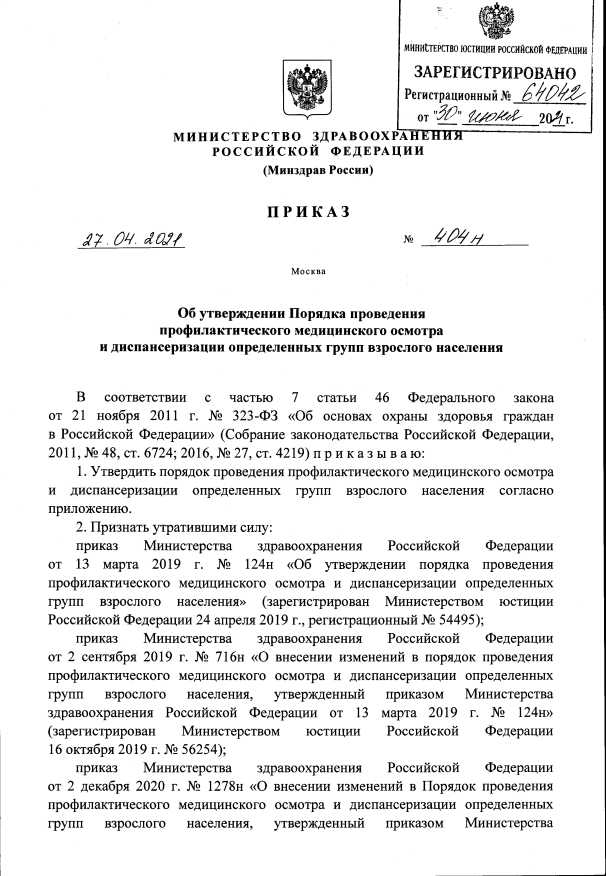 МИНИСТЕРСТВО ЮСТИЦИИ РОССИЙСКОЙ ФЕДЕРАЦИИ
ЗАРЕГИСТРИРОВАНО
Регистрационный № 64042
от "30" июня 2021 г.
МИНИСТЕРСТВО ЗДРАВООХРАНЕНИЯ
РОССИЙСКОЙ ФЕДЕРАЦИИ
(Минздрав России)
ПРИКАЗ
27.04.2021 № 404н
Москва
Об утверждении Порядка проведения
профилактического медицинского осмотра
и диспансеризации определенных групп взрослого населения
В соответствии с частью 7 статьи 46 Федерального закона
от 21 ноября 2011 г. № 323-ФЗ «Об основах охраны здоровья граждан
в Российской Федерации» (Собрание законодательства Российской Федерации,
2011, № 48, ст. 6724; 2016, № 27, ст. 4219) п р и к а з ы в а ю:
1. Утвердить порядок проведения профилактического медицинского осмотра
и диспансеризации определенных групп взрослого населения согласно
приложению.
2. Признать утратившими силу:
приказ Министерства здравоохранения Российской Федерации
от 13 марта 2019 г. № 124н «Об утверждении порядка проведения
профилактического медицинского осмотра и диспансеризации определенных
групп взрослого населения» (зарегистрирован Министерством юстиции
Российской Федерации 24 апреля 2019 г., регистрационный № 54495);
приказ Министерства здравоохранения Российской Федерации
от 2 сентября 2019 г. № 716н «О внесении изменений в порядок проведения
профилактического медицинского осмотра и диспансеризации определенных
групп взрослого населения, утвержденный приказом Министерства
здравоохранения Российской Федерации от 13 марта 2019 г. № 124н»
(зарегистрирован Министерством юстиции Российской Федерации
16 октября 2019 г. № 56254);
приказ Министерства здравоохранения Российской Федерации
от 2 декабря 2020 г. № 1278н «О внесении изменений в Порядок проведения
профилактического медицинского осмотра и диспансеризации определенных
групп взрослого населения, утвержденный приказом Министерства